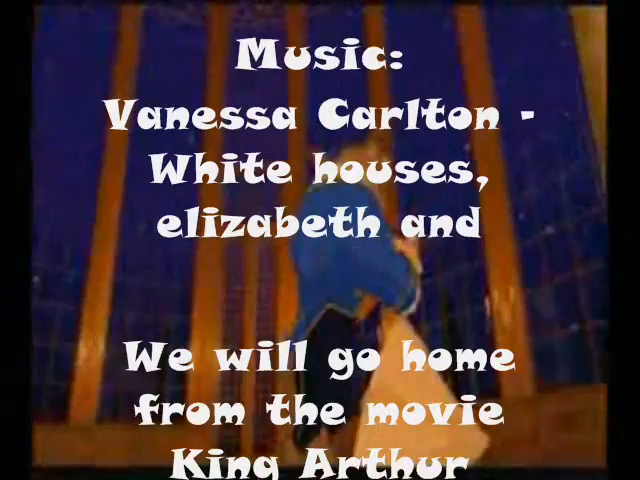 Music:
Vanessa Carlton -
White houses,
elizabeth and
We will go home
from the movie
King Arthur